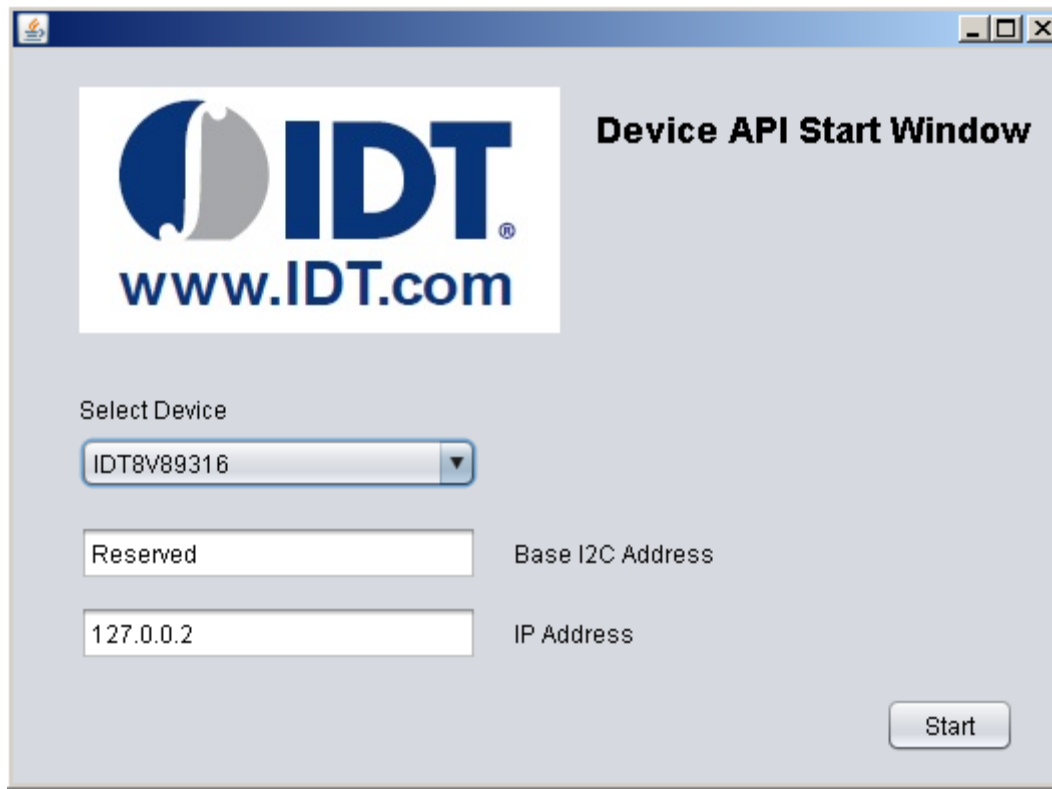 IDT®
www.IDT.com
Device API Start Window
Select Device
IDT8V89316
Reserved
Base I2C Address
127.0.0.2
IP Address
Start